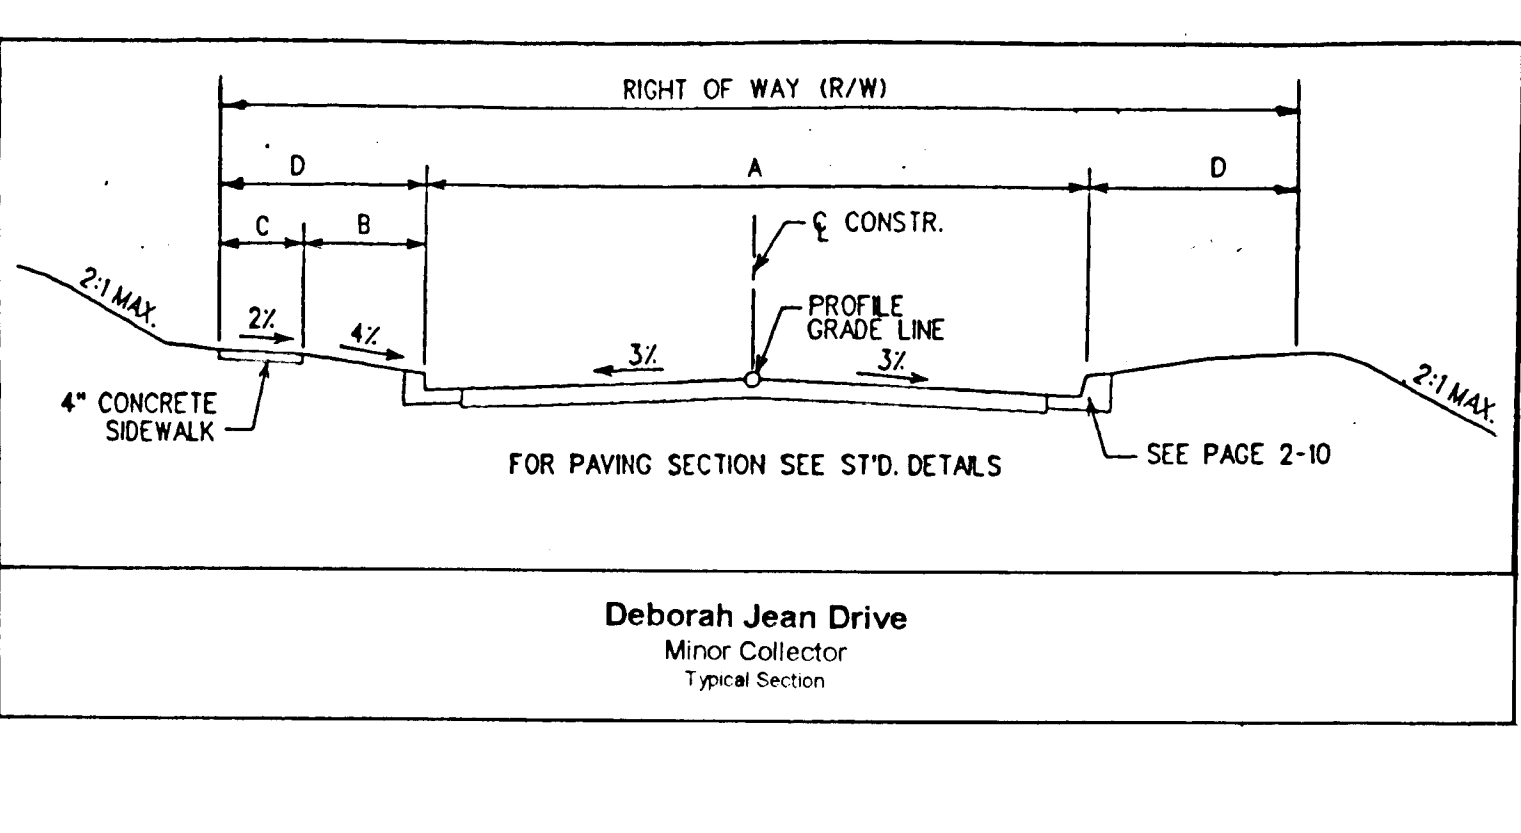 RIGHT OF WAY (R/W)
D
A
D
C
B
℄ CONSTR.
2:1 MAX.
2%
4%
PROFILE
GRADE LINE
3%
3%
2:1 MAX.
4" CONCRETE
SIDEWALK
SEE PAGE 2-10
FOR PAVING SECTION SEE ST'D. DETAILS
Deborah Jean Drive
Minor Collector
Typical Section